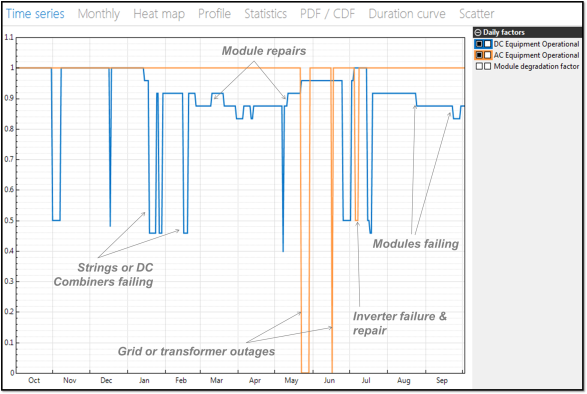 Time series Monthly Heat map Profile Statistics PDF / CDF Duration curve Scatter
Daily factors
DC Equipment Operational
AC Equipment Operational
Module degradation factor
1.1
1
0.9
0.8
0.7
0.6
0.5
0.4
0.3
0.2
0.1
0
Module repairs
Strings or DC
Combiners failing
Modules failing
Inverter failure &
repair
Grid or transformer outages
Oct Nov Dec Jan Feb Mar Apr May Jun Jul Aug Sep